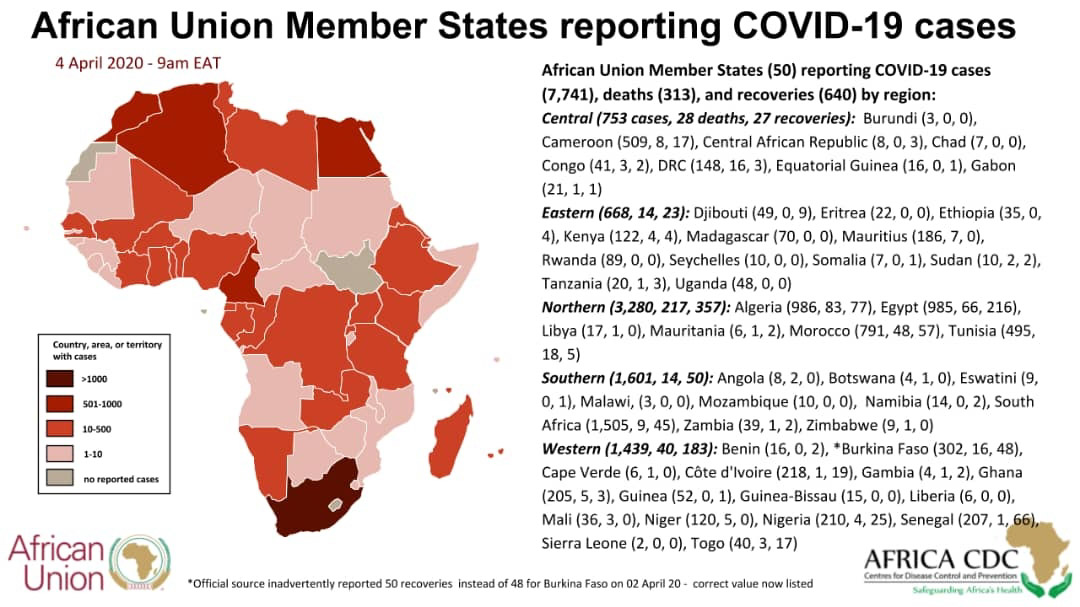 African Union Member States reporting COVID-19 cases
4 April 2020 - 9am EAT
African Union Member States (50) reporting COVID-19 cases
(7,741), deaths (313), and recoveries (640) by region:
Central (753 cases, 28 deaths, 27 recoveries): Burundi (3, 0, 0),
Cameroon (509, 8, 17), Central African Republic (8, 0, 3), Chad (7, 0, 0),
Congo (41, 3, 2), DRC (148, 16, 3), Equatorial Guinea (16, 0, 1), Gabon
(21, 1, 1)
Eastern (668, 14, 23): Djibouti (49, 0, 9), Eritrea (22, 0, 0), Ethiopia (35, 0,
4), Kenya (122, 4, 4), Madagascar (70, 0, 0), Mauritius (186, 7, 0),
Rwanda (89, 0, 0), Seychelles (10, 0, 0), Somalia (7, 0, 1), Sudan (10, 2, 2),
Tanzania (20, 1, 3), Uganda (48, 0, 0)
Northern (3,280, 217, 357): Algeria (986, 83, 77), Egypt (985, 66, 216),
Libya (17, 1, 0), Mauritania (6, 1, 2), Morocco (791, 48, 57), Tunisia (495,
18, 5)
Southern (1,601, 14, 50): Angola (8, 2, 0), Botswana (4, 1, 0), Eswatini (9,
0, 1), Malawi, (3, 0, 0), Mozambique (10, 0, 0), Namibia (14, 0, 2), South
Africa (1,505, 9, 45), Zambia (39, 1, 2), Zimbabwe (9, 1, 0)
Western (1,439, 40, 183): Benin (16, 0, 2), *Burkina Faso (302, 16, 48),
Cape Verde (6, 1, 0), Côte d'Ivoire (218, 1, 19), Gambia (4, 1, 2), Ghana
(205, 5, 3), Guinea (52, 0, 1), Guinea-Bissau (15, 0, 0), Liberia (6, 0, 0),
Mali (36, 3, 0), Niger (120, 5, 0), Nigeria (210, 4, 25), Senegal (207, 1, 66),
Sierra Leone (2, 0, 0), Togo (40, 3, 17)
Country, area, or territory
with cases
>1000
501-1000
10-500
1-10
no reported cases
African
Union
*Official source inadvertently reported 50 recoveries instead of 48 for Burkina Faso on 02 April 20 - correct value now listed
AFRICA CDC
Centres for Disease Control and Prevention
Safeguarding Africa's Health